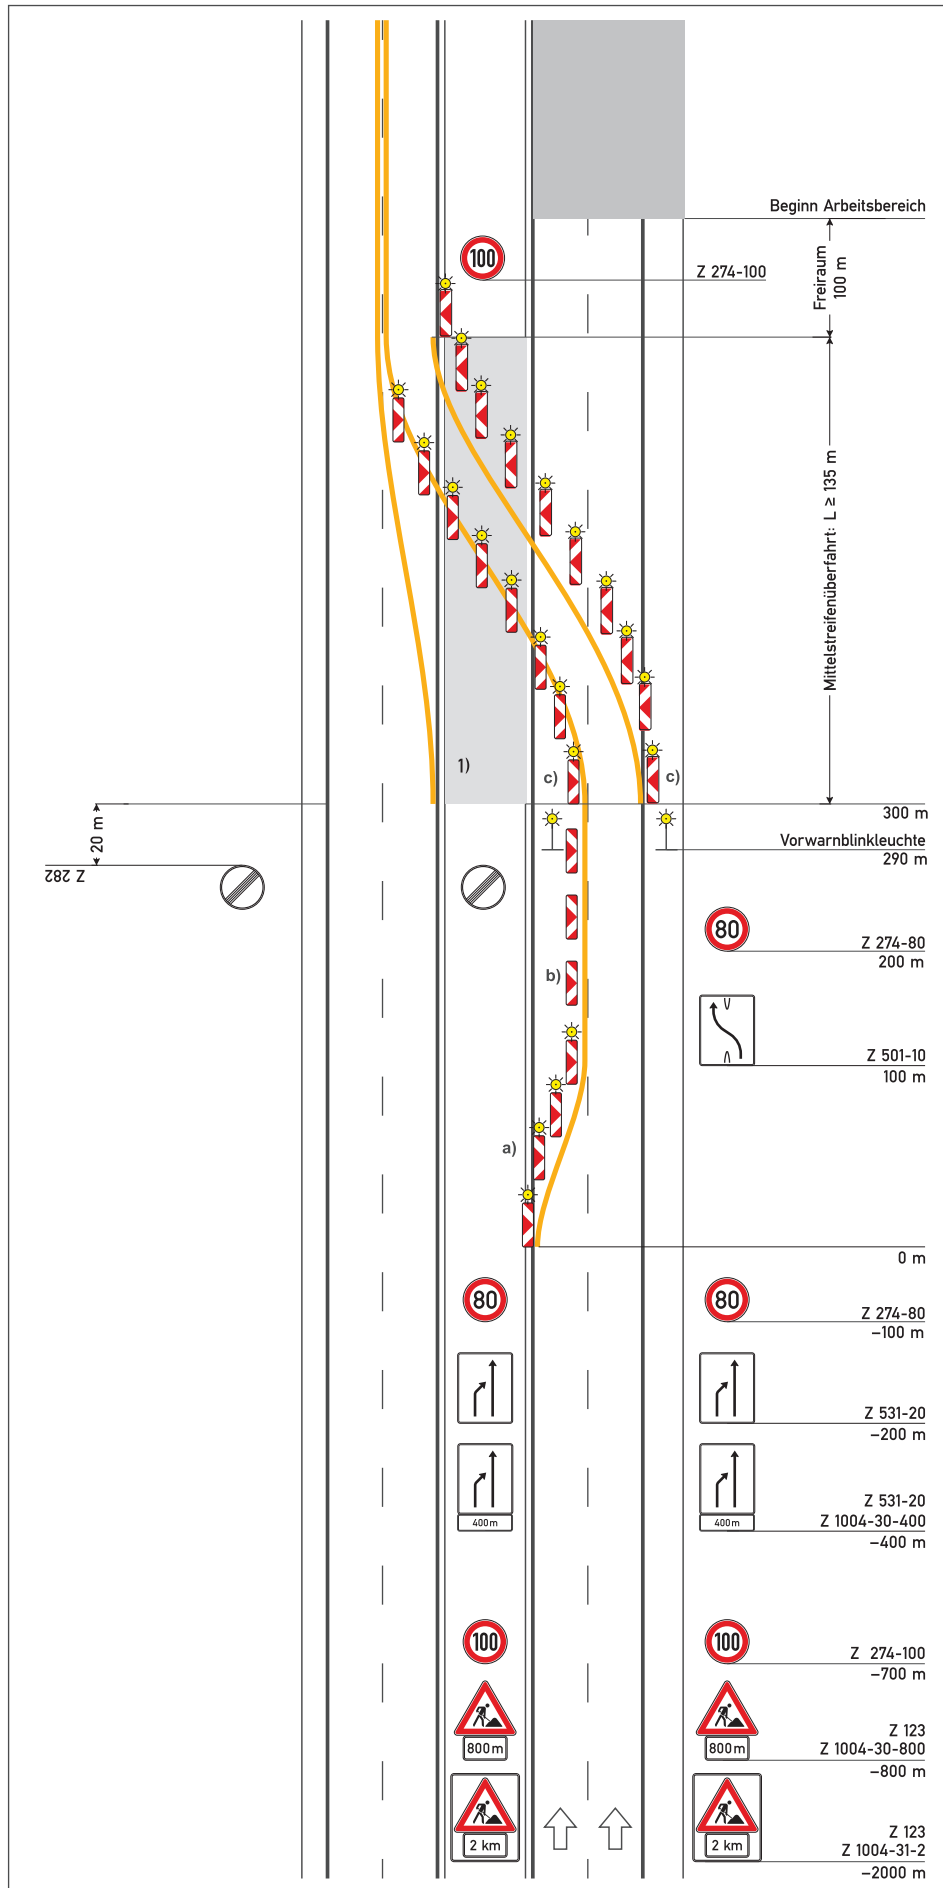 Beginn Arbeitsbereich
100
Z 274-100
Freiraum
100 m
Mittelstreifenüberfahrt: L ≥ 135 m
1)
c)
c)
300 m
20 m
Vorwarnblinkleuchte
290 m
Z 282
80
Z 274-80
200 m
b)
Z 501-10
100 m
a)
0 m
80
80
Z 274-80
–100 m
Z 531-20
–200 m
400 m
400 m
Z 531-20
Z 1004-30-400
–400 m
100
100
Z 274-100
–700 m
800 m
800 m
Z 123
Z 1004-30-800
–800 m
2 km
2 km
Z 123
Z 1004-31-2
–2000 m